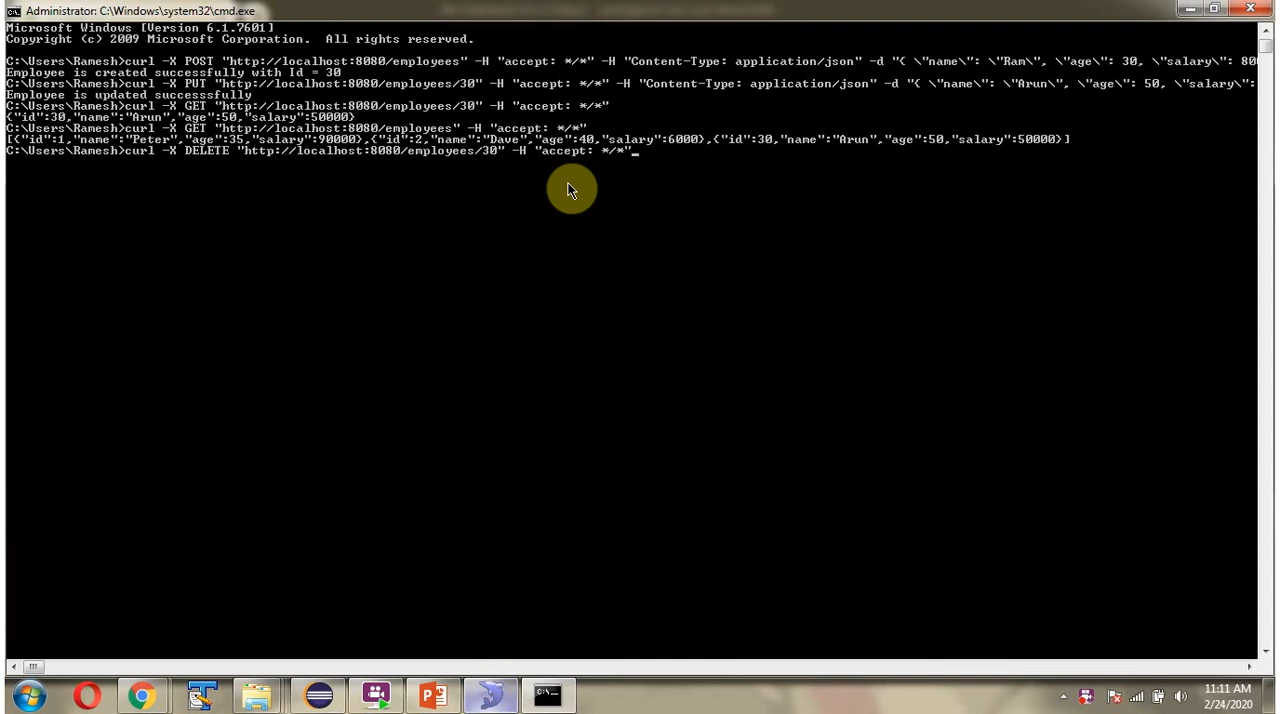 Administrator: C:\Windows\system32\cmd.exe
Microsoft Windows [Version 6.1.7601]
Copyright (c) 2009 Microsoft Corporation.  All rights reserved.
C:\Users\Ramesh>curl -X POST "http://localhost:8080/employees" -H "accept: */*" -H "Content-Type: application/json" -d "{ \"name\": \"Ram\", \"age\": 30, \"salary\": 800
Employee is created successfully with Id = 30
C:\Users\Ramesh>curl -X PUT "http://localhost:8080/employees/30" -H "accept: */*" -H "Content-Type: application/json" -d "{ \"name\": \"Arun\", \"age\": 50, \"salary\":
Employee is updated successsfully
C:\Users\Ramesh>curl -X GET "http://localhost:8080/employees/30" -H "accept: */*"
{"id":30,"name":"Arun","age":50,"salary":50000}
C:\Users\Ramesh>curl -X GET "http://localhost:8080/employees" -H "accept: */*"
[{"id":1,"name":"Peter","age":35,"salary":90000},{"id":2,"name":"Dave","age":40,"salary":6000},{"id":30,"name":"Arun","age":50,"salary":50000}]
C:\Users\Ramesh>curl -X DELETE "http://localhost:8080/employees/30" -H "accept: */*"_
11:11 AM
2/24/2020